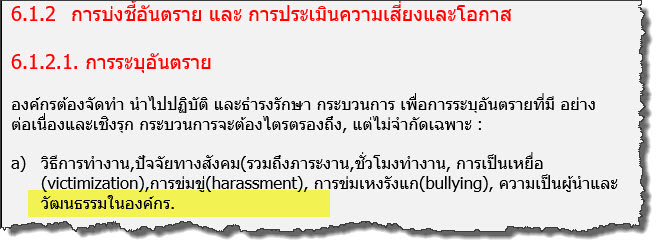 6.1.2 การบ่งชี้อันตราย และ การประเมินความเสี่ยงและโอกาส
6.1.2.1. การระบุอันตราย
องค์กรต้องจัดทำ นำไปปฏิบัติ และธำรงรักษา กระบวนการ เพื่อการระบุอันตรายที่มี อย่าง
ต่อเนื่องและเชิงรุก กระบวนการจะต้องไตรตรองถึง, แต่ไม่จำกัดเฉพาะ :
a) วิธีการทำงาน,ปัจจัยทางสังคม(รวมถึงภาระงาน,ชั่วโมงทำงาน, การเป็นเหยื่อ
(victimization),การข่มขู่(harassment), การข่มเหงรังแก(bullying), ความเป็นผู้นำและ
วัฒนธรรมในองค์กร.